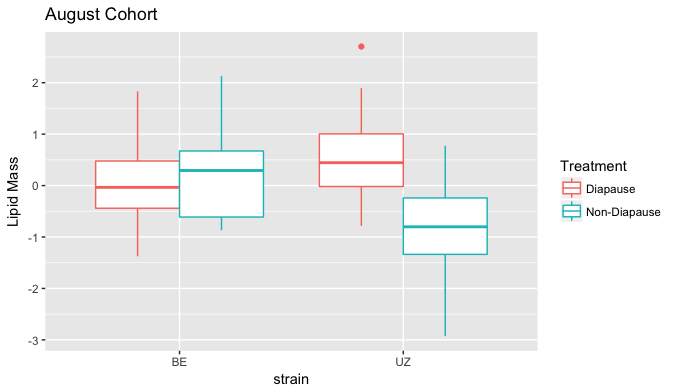 August Cohort
Lipid Mass
2
1
0
-1
-2
-3
BE
UZ
strain
Treatment
Diapause
Non-Diapause